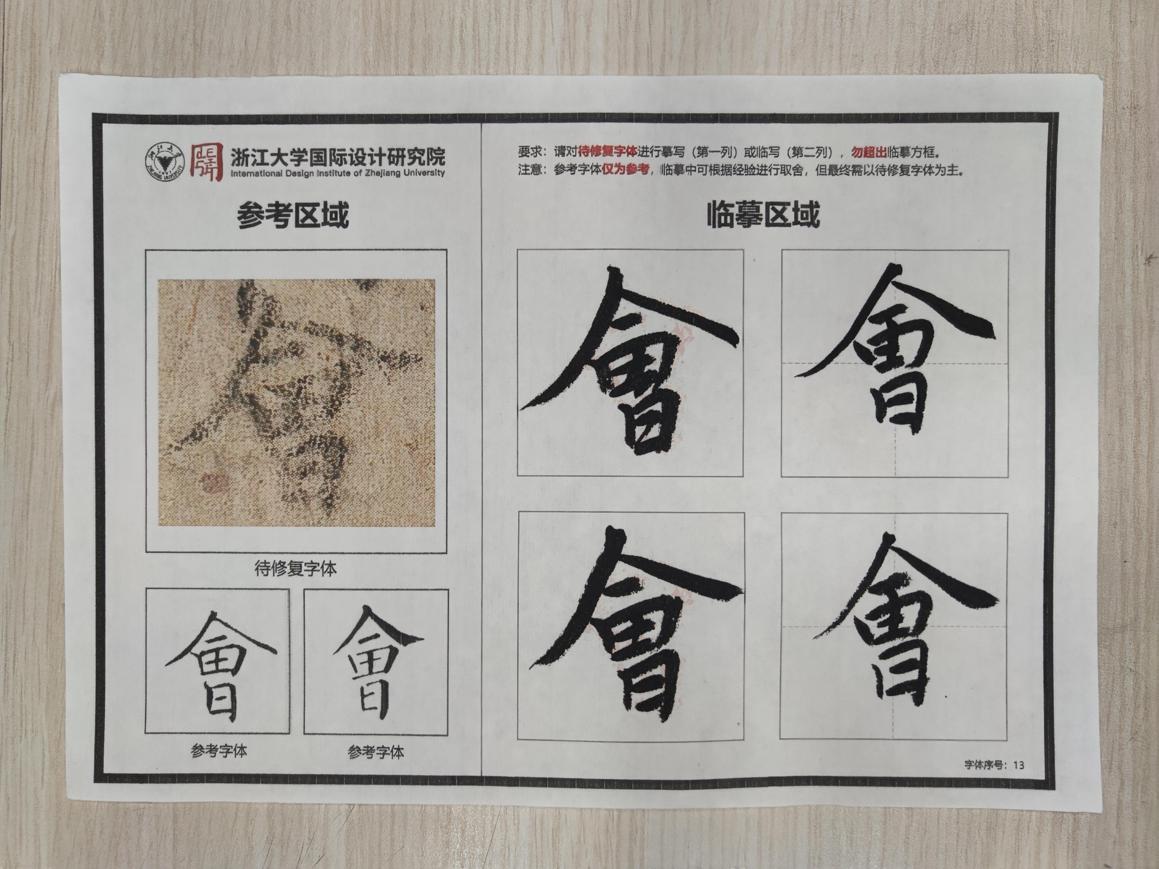 浙江大学国际设计研究院
International Design Institute of Zhejiang University
参考区域
會
待修复字体
會
會
参考字体
参考字体
要求：请对待修复字体进行摹写（第一列）或临写（第二列），勿超出临摹方框。
注意：参考字体仅为参考，临摹中可根据经验进行取舍，但最终需以待修复字体为主。
临摹区域
會
會
會
會
字体序号：13